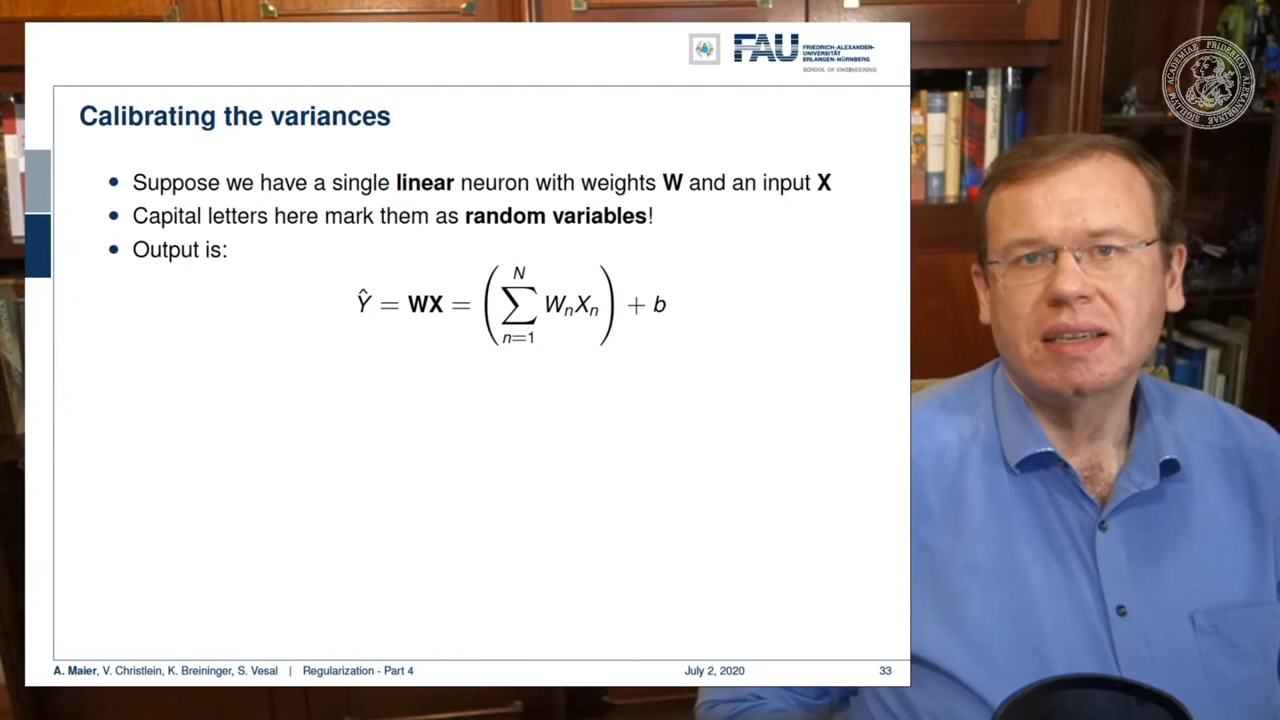 FAU FRIEDRICH-ALEXANDER-
UNIVERSITÄT
ERLANGEN-NÜRNBERG
SCHOOL OF ENGINEERING
Calibrating the variances
• Suppose we have a single linear neuron with weights W and an input X
• Capital letters here mark them as random variables!
• Output is:
Ŷ = WX = (∑_{n=1}^{N} W_n X_n) + b
A. Maier, V. Christlein, K. Breininger, S. Vesal | Regularization - Part 4 July 2, 2020 33